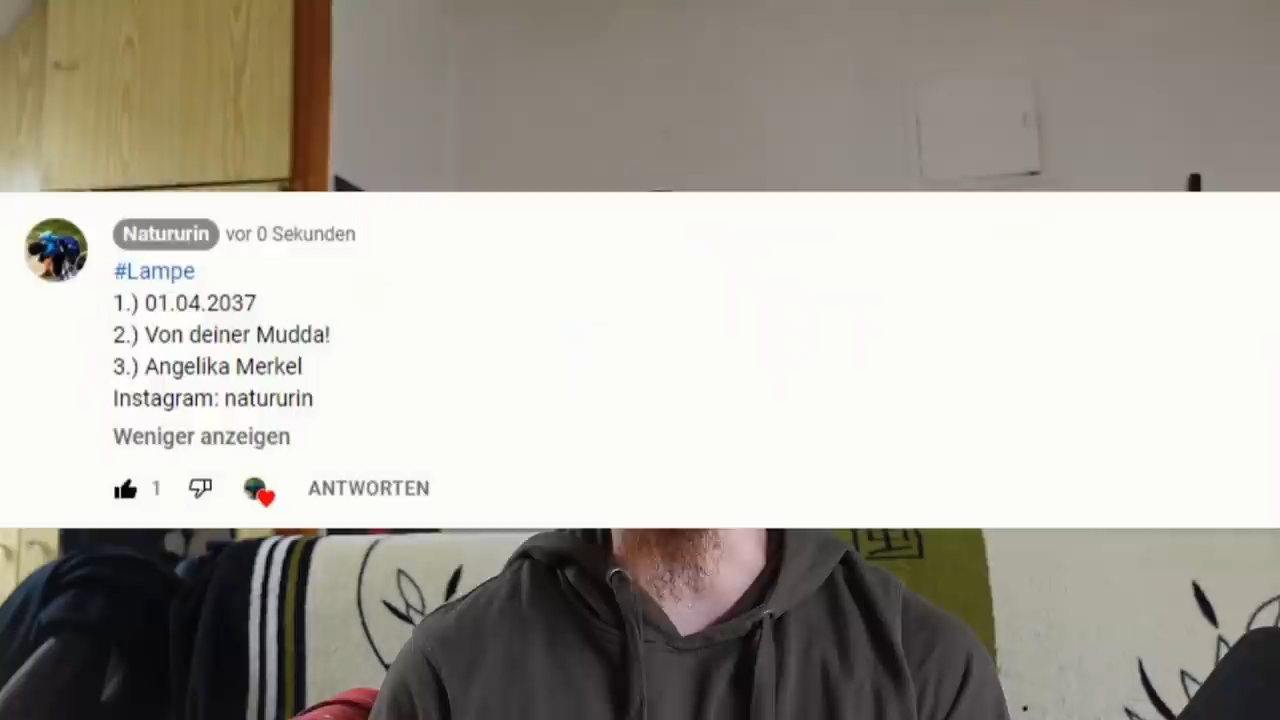 Natururin vor 0 Sekunden
#Lampe
1.) 01.04.2037
2.) Von deiner Mudda!
3.) Angelika Merkel
Instagram: natururin
Weniger anzeigen
1 ANTWORTEN